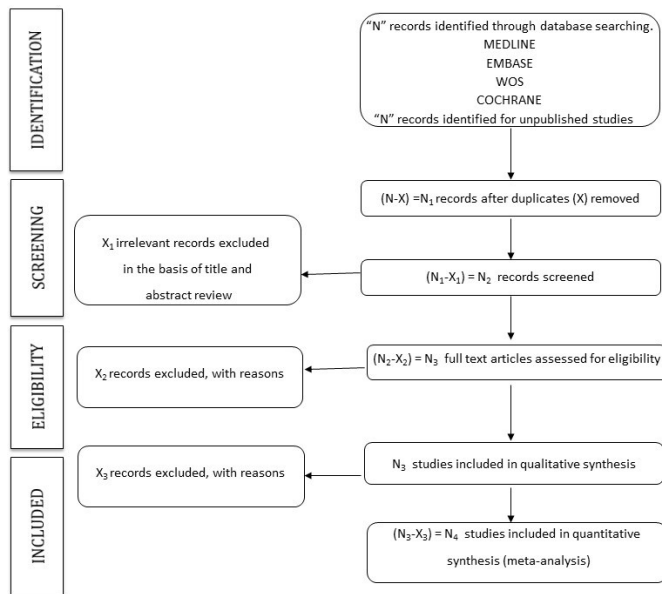 IDENTIFICATION
"N" records identified through database searching.
MEDLINE
EMBASE
WOS
COCHRANE
"N" records identified for unpublished studies
(N-X) =N₁ records after duplicates (X) removed
SCREENING
X₁ irrelevant records excluded
in the basis of title and
abstract review
(N₁-X₁) = N₂ records screened
ELIGIBILITY
X₂ records excluded, with reasons
(N₂-X₂) = N₃ full text articles assessed for eligibility
INCLUDED
X₃ records excluded, with reasons
N₃ studies included in qualitative synthesis
(N₃-X₃) = N₄ studies included in quantitative
synthesis (meta-analysis)